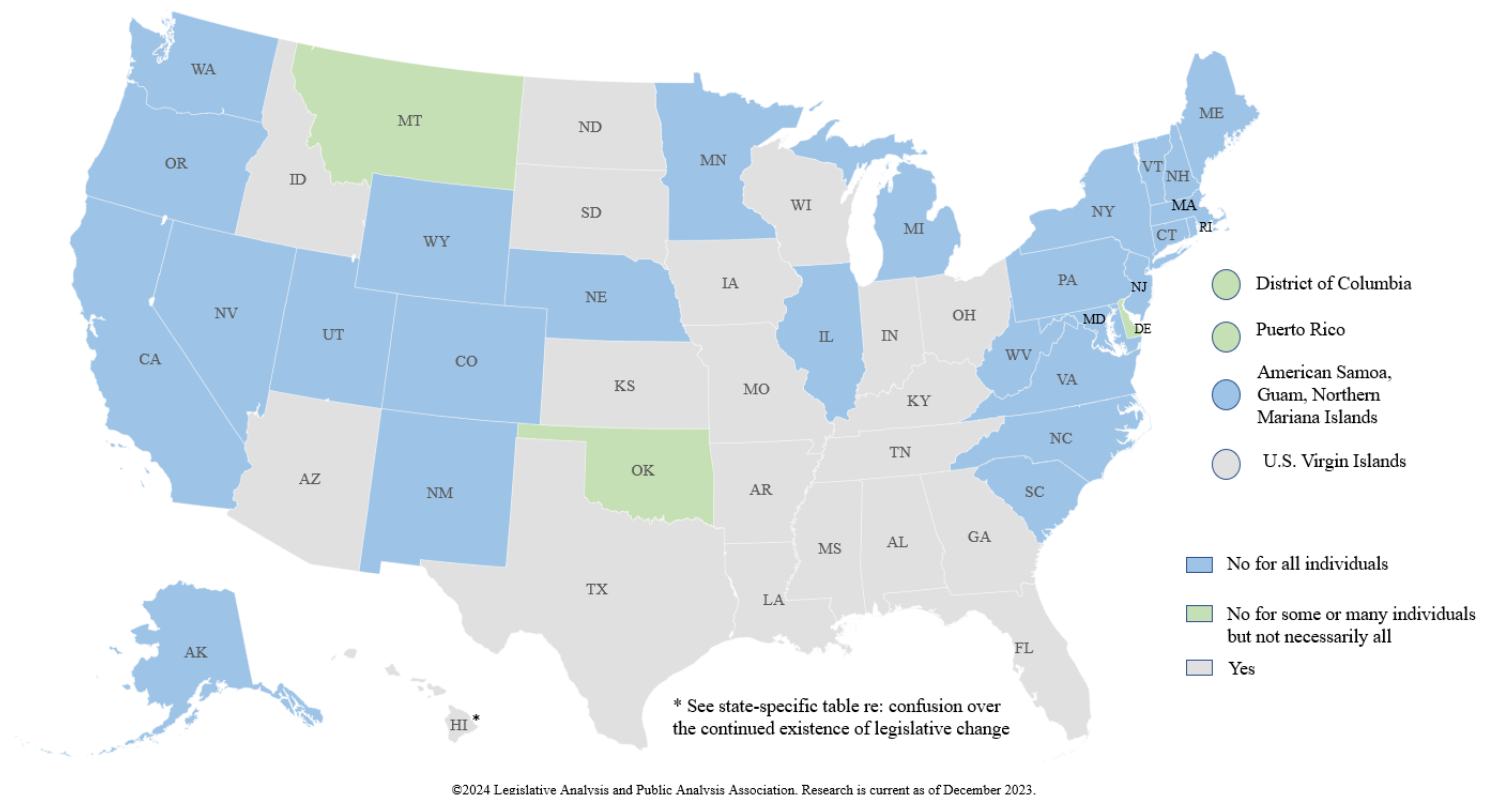 WA
MT
ND
MN
ME
OR
ID
SD
WI
VT
NH
NY
MA
MI
RI
CT
WY
IA
PA
NJ
NE
NV
UT
IL
IN
OH
MD
DE
CA
CO
WV
VA
KS
MO
KY
NC
TN
AZ
NM
OK
AR
SC
MS
AL
GA
TX
LA
FL
AK
HI *
District of Columbia
Puerto Rico
American Samoa,
Guam, Northern
Mariana Islands
U.S. Virgin Islands
No for all individuals
No for some or many individuals
but not necessarily all
Yes
* See state-specific table re: confusion over
the continued existence of legislative change
©2024 Legislative Analysis and Public Analysis Association. Research is current as of December 2023.